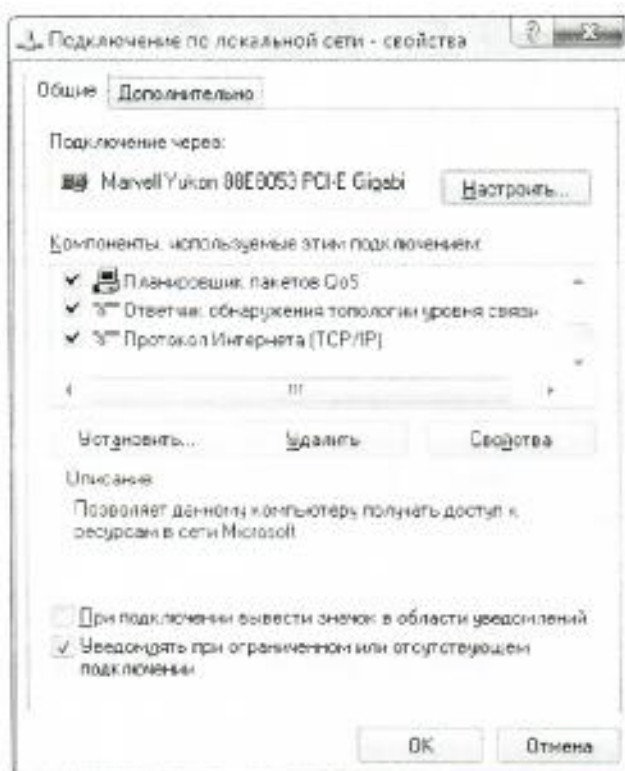 Подключение по локальной сети - свойства
Общие
Дополнительно
Подключение через:
Marvell Yukon 88E8053 PCI-E Gigabi
Настроить...
Компоненты, используемые этим подключением:
Планировщик пакетов QoS
Ответчик обнаружения топологии уровня связи
Протокол Интернета (TCP/IP)
Установить...
Удалить
Свойства
Описание
Позволяет данному компьютеру получать доступ к
ресурсам в сети Microsoft
При подключении вывести значок в области уведомлений
Уведомлять при ограниченном или отсутствующем
подключении
OK
Отмена